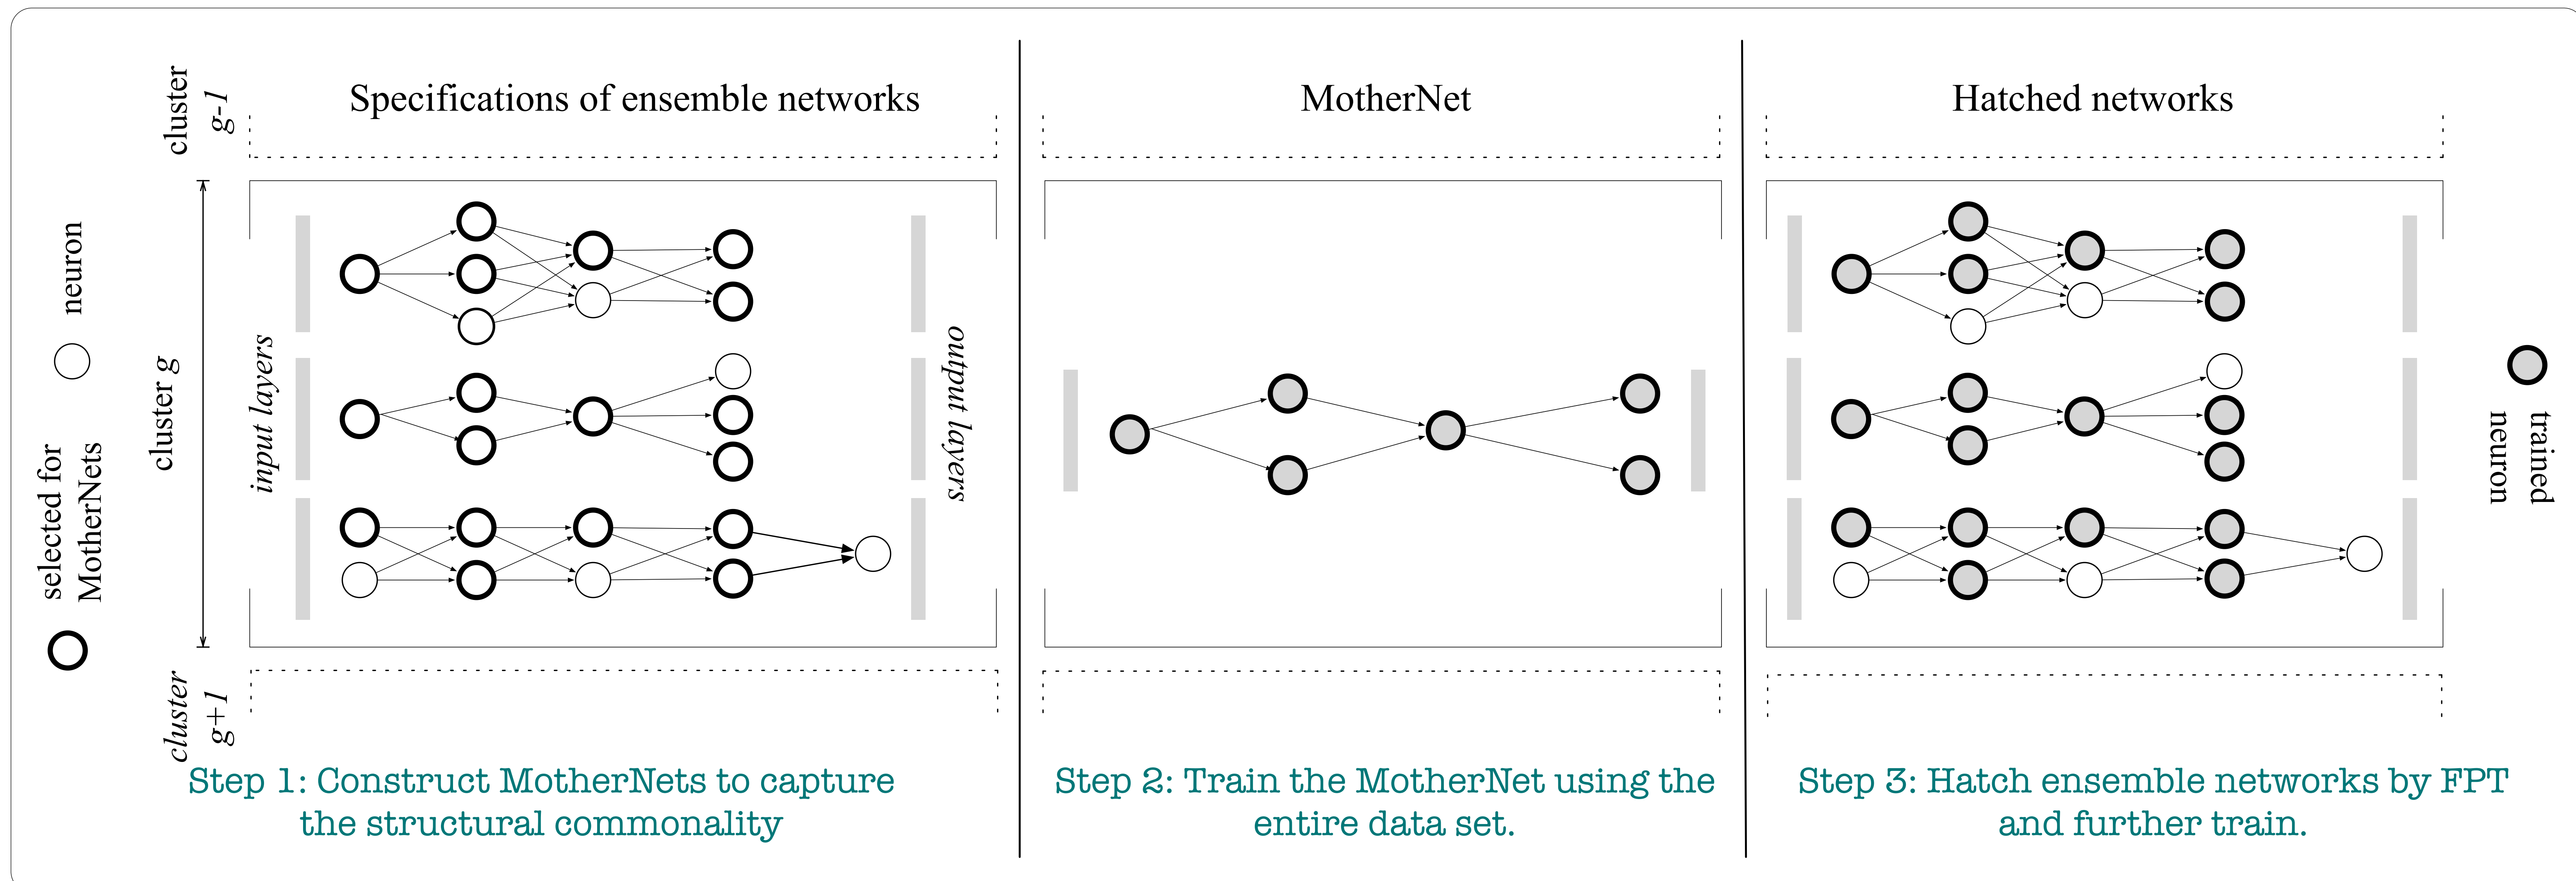 cluster
g-1
Specifications of ensemble networks
MotherNet
Hatched networks
neuron
selected for
MotherNets
cluster g
input layers
output layers
trained
neuron
cluster
g+1
Step 1: Construct MotherNets to capture
the structural commonality
Step 2: Train the MotherNet using the
entire data set.
Step 3: Hatch ensemble networks by FPT
and further train.